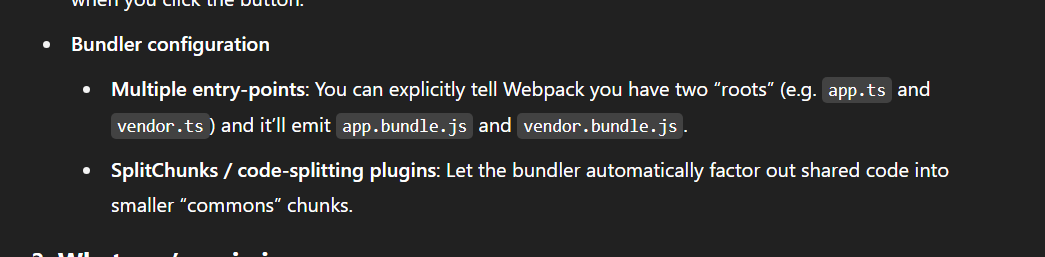 when you click the button.
• Bundler configuration
• Multiple entry-points: You can explicitly tell Webpack you have two “roots” (e.g. app.ts and
vendor.ts) and it’ll emit app.bundle.js and vendor.bundle.js.
• SplitChunks / code-splitting plugins: Let the bundler automatically factor out shared code into
smaller “commons” chunks.